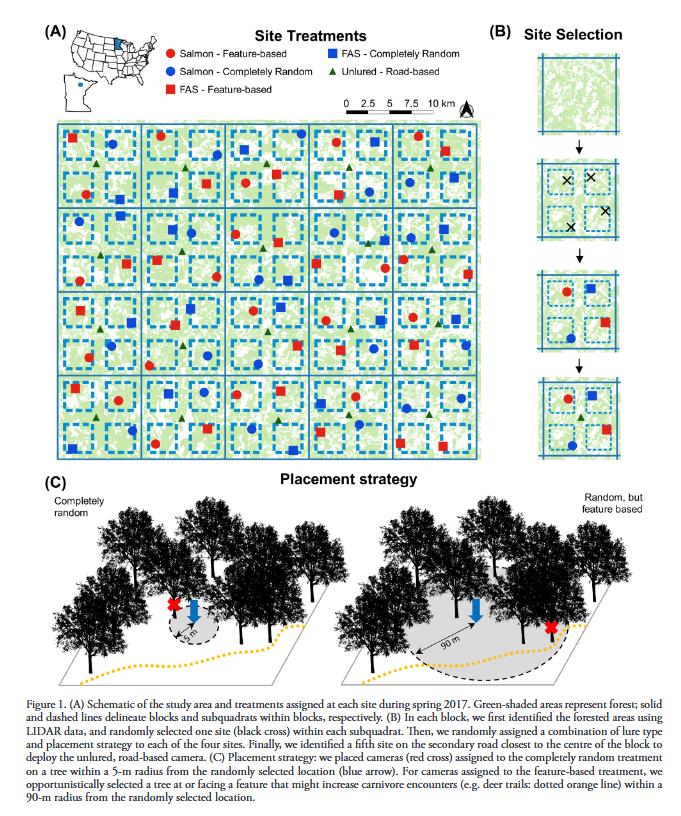 (A)
Site Treatments
Salmon - Feature-based
FAS - Completely Random
Salmon - Completely Random
Unlured - Road-based
FAS - Feature-based
0 2.5 5 7.5 10 km
(B)
Site Selection
(C)
Placement strategy
Completely
random
Random, but
feature based
5 m
90 m
Figure 1. (A) Schematic of the study area and treatments assigned at each site during spring 2017. Green-shaded areas represent forest; solid
and dashed lines delineate blocks and subquadrats within blocks, respectively. (B) In each block, we first identified the forested areas using
LIDAR data, and randomly selected one site (black cross) within each subquadrat. Then, we randomly assigned a combination of lure type
and placement strategy to each of the four sites. Finally, we identified a fifth site on the secondary road closest to the centre of the block to
deploy the unlured, road-based camera. (C) Placement strategy: we placed cameras (red cross) assigned to the completely random treatment
on a tree within a 5-m radius from the randomly selected location (blue arrow). For cameras assigned to the feature-based treatment, we
opportunistically selected a tree at or facing a feature that might increase carnivore encounters (e.g. deer trails: dotted orange line) within a
90-m radius from the randomly selected location.